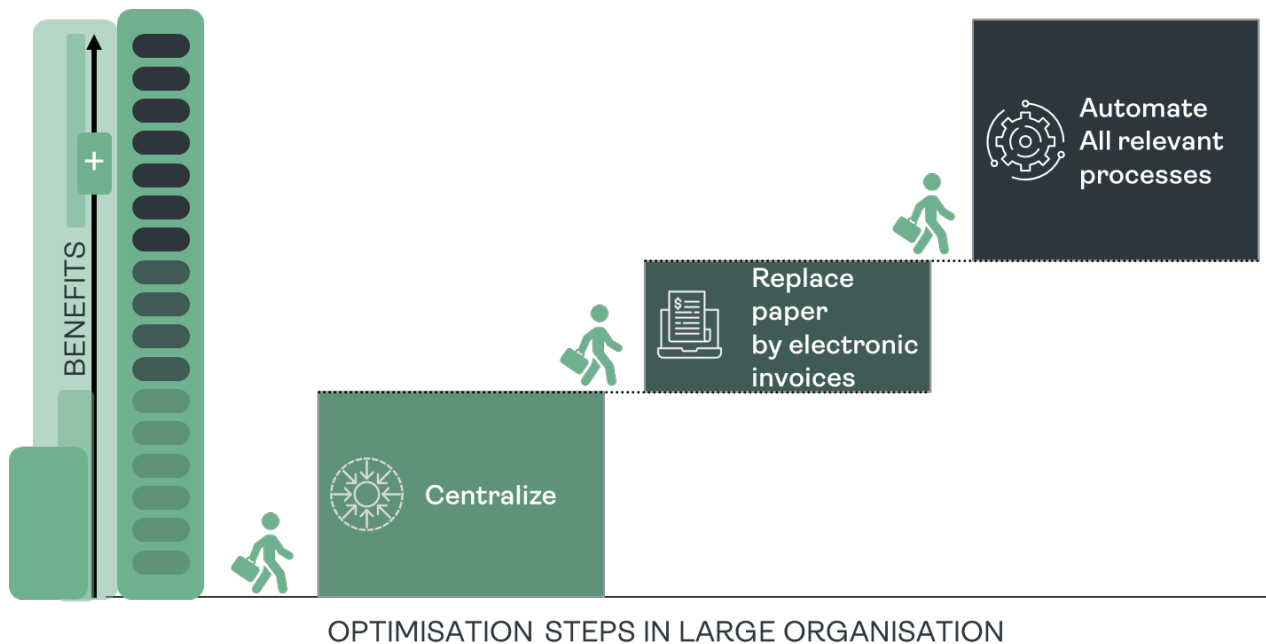 BENEFITS
+
Automate
All relevant
processes
$
Replace
paper
by electronic
invoices
Centralize
OPTIMISATION STEPS IN LARGE ORGANISATION